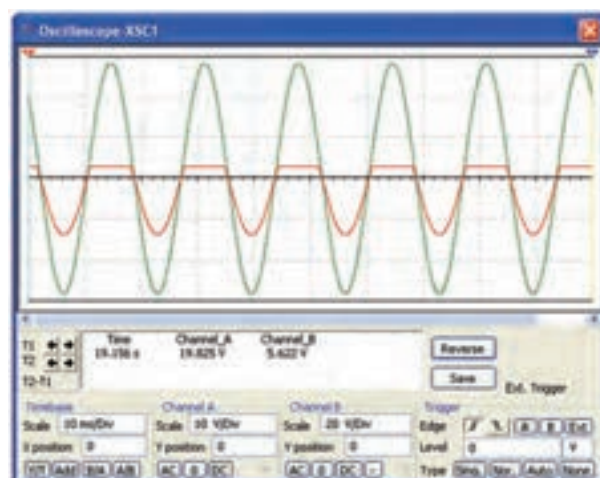 Oscilloscope-XSC1
Time Channel_A Channel_B
T1 19.156 s 19.825 V 5.622 V
T2
T2-T1
Reverse
Save
Ext. Trigger
Timebase Channel A Channel B Trigger
Scale 10 ms/Div Scale 10 V/Div Scale 20 V/Div Edge A B Ext
X position 0 Y position 0 Y position 0 Level 0 V
Y/T Add B/A A/B AC 0 DC AC 0 DC - Type Sing. Nor. Auto None